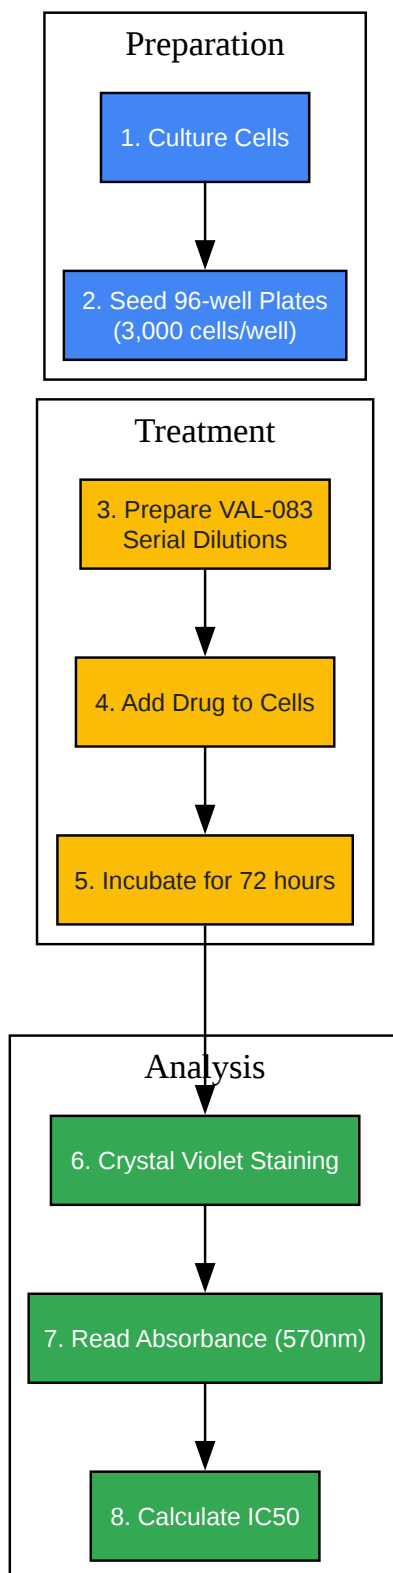 Preparation
1. Culture Cells
2. Seed 96-well Plates
(3,000 cells/well)
Treatment
3. Prepare VAL-083
Serial Dilutions
4. Add Drug to Cells
5. Incubate for 72 hours
Analysis
6. Crystal Violet Staining
7. Read Absorbance (570nm)
8. Calculate IC50